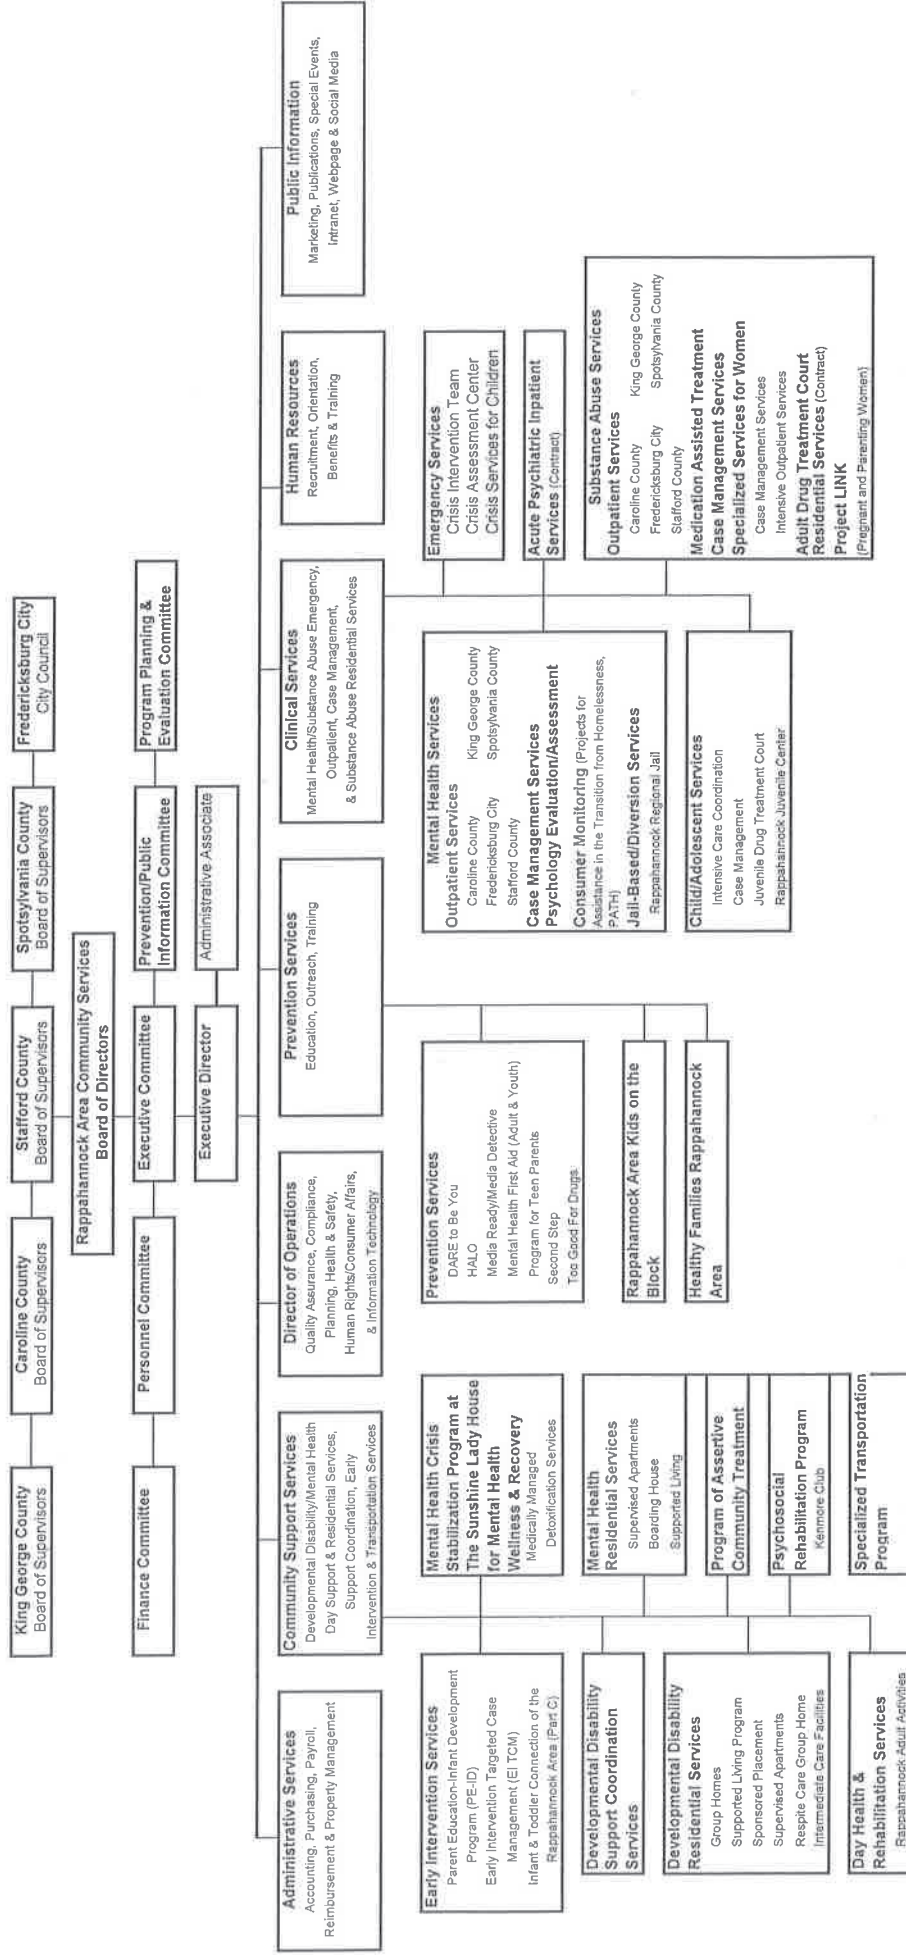 King George County
Board of Supervisors
Caroline County
Board of Supervisors
Stafford County
Board of Supervisors
Spotsylvania County
Board of Supervisors
Fredericksburg City
City Council
Rappahannock Area Community Services
Board of Directors
Finance Committee
Personnel Committee
Executive Committee
Prevention/Public
Information Committee
Program Planning &
Evaluation Committee
Executive Director
Administrative Associate
Administrative Services
Accounting, Purchasing, Payroll,
Reimbursement & Property Management
Community Support Services
Developmental Disability/Mental Health
Day Support & Residential Services,
Support Coordination, Early
Intervention & Transportation Services
Director of Operations
Quality Assurance, Compliance,
Planning, Health & Safety,
Human Rights/Consumer Affairs,
& Information Technology
Prevention Services
Education, Outreach, Training
Clinical Services
Mental Health/Substance Abuse Emergency,
Outpatient, Case Management,
& Substance Abuse Residential Services
Human Resources
Recruitment, Orientation,
Benefits & Training
Public Information
Marketing, Publications, Special Events,
Intranet, Webpage & Social Media
Early Intervention Services
Parent Education-Infant Development
Program (PE-ID)
Early Intervention Targeted Case
Management (EI TCM)
Infant & Toddler Connection of the
Rappahannock Area (Part C)
Developmental Disability
Support Coordination
Services
Developmental Disability
Residential Services
Group Homes
Supported Living Program
Sponsored Placement
Supervised Apartments
Respite Care Group Home
Intermediate Care Facilities
Day Health &
Rehabilitation Services
Rappahannock Adult Activities
Mental Health Crisis
Stabilization Program at
The Sunshine Lady House
for Mental Health
Wellness & Recovery
Medically Managed
Detoxification Services
Mental Health
Residential Services
Supervised Apartments
Boarding House
Supported Living
Program of Assertive
Community Treatment
Psychosocial
Rehabilitation Program
Kenmore Club
Specialized Transportation
Program
Prevention Services
DARE to Be You
HALO
Media Ready/Media Detective
Mental Health First Aid (Adult & Youth)
Program for Teen Parents
Second Step
Too Good For Drugs
Rappahannock Area Kids on the
Block
Healthy Families Rappahannock
Area
Mental Health Services
Outpatient Services
Caroline County King George County
Fredericksburg City Spotsylvania County
Stafford County
Case Management Services
Psychology Evaluation/Assessment
Consumer Monitoring (Projects for
Assistance in the Transition from Homelessness,
PATH)
Jail-Based/Diversion Services
Rappahannock Regional Jail
Child/Adolescent Services
Intensive Care Coordination
Case Management
Juvenile Drug Treatment Court
Rappahannock Juvenile Center
Emergency Services
Crisis Intervention Team
Crisis Assessment Center
Crisis Services for Children
Acute Psychiatric Inpatient
Services (Contract)
Substance Abuse Services
Outpatient Services
Caroline County King George County
Fredericksburg City Spotsylvania County
Stafford County
Medication Assisted Treatment
Case Management Services
Specialized Services for Women
Case Management Services
Intensive Outpatient Services
Adult Drug Treatment Court
Residential Services (Contract)
Project LINK
(Pregnant and Parenting Women)